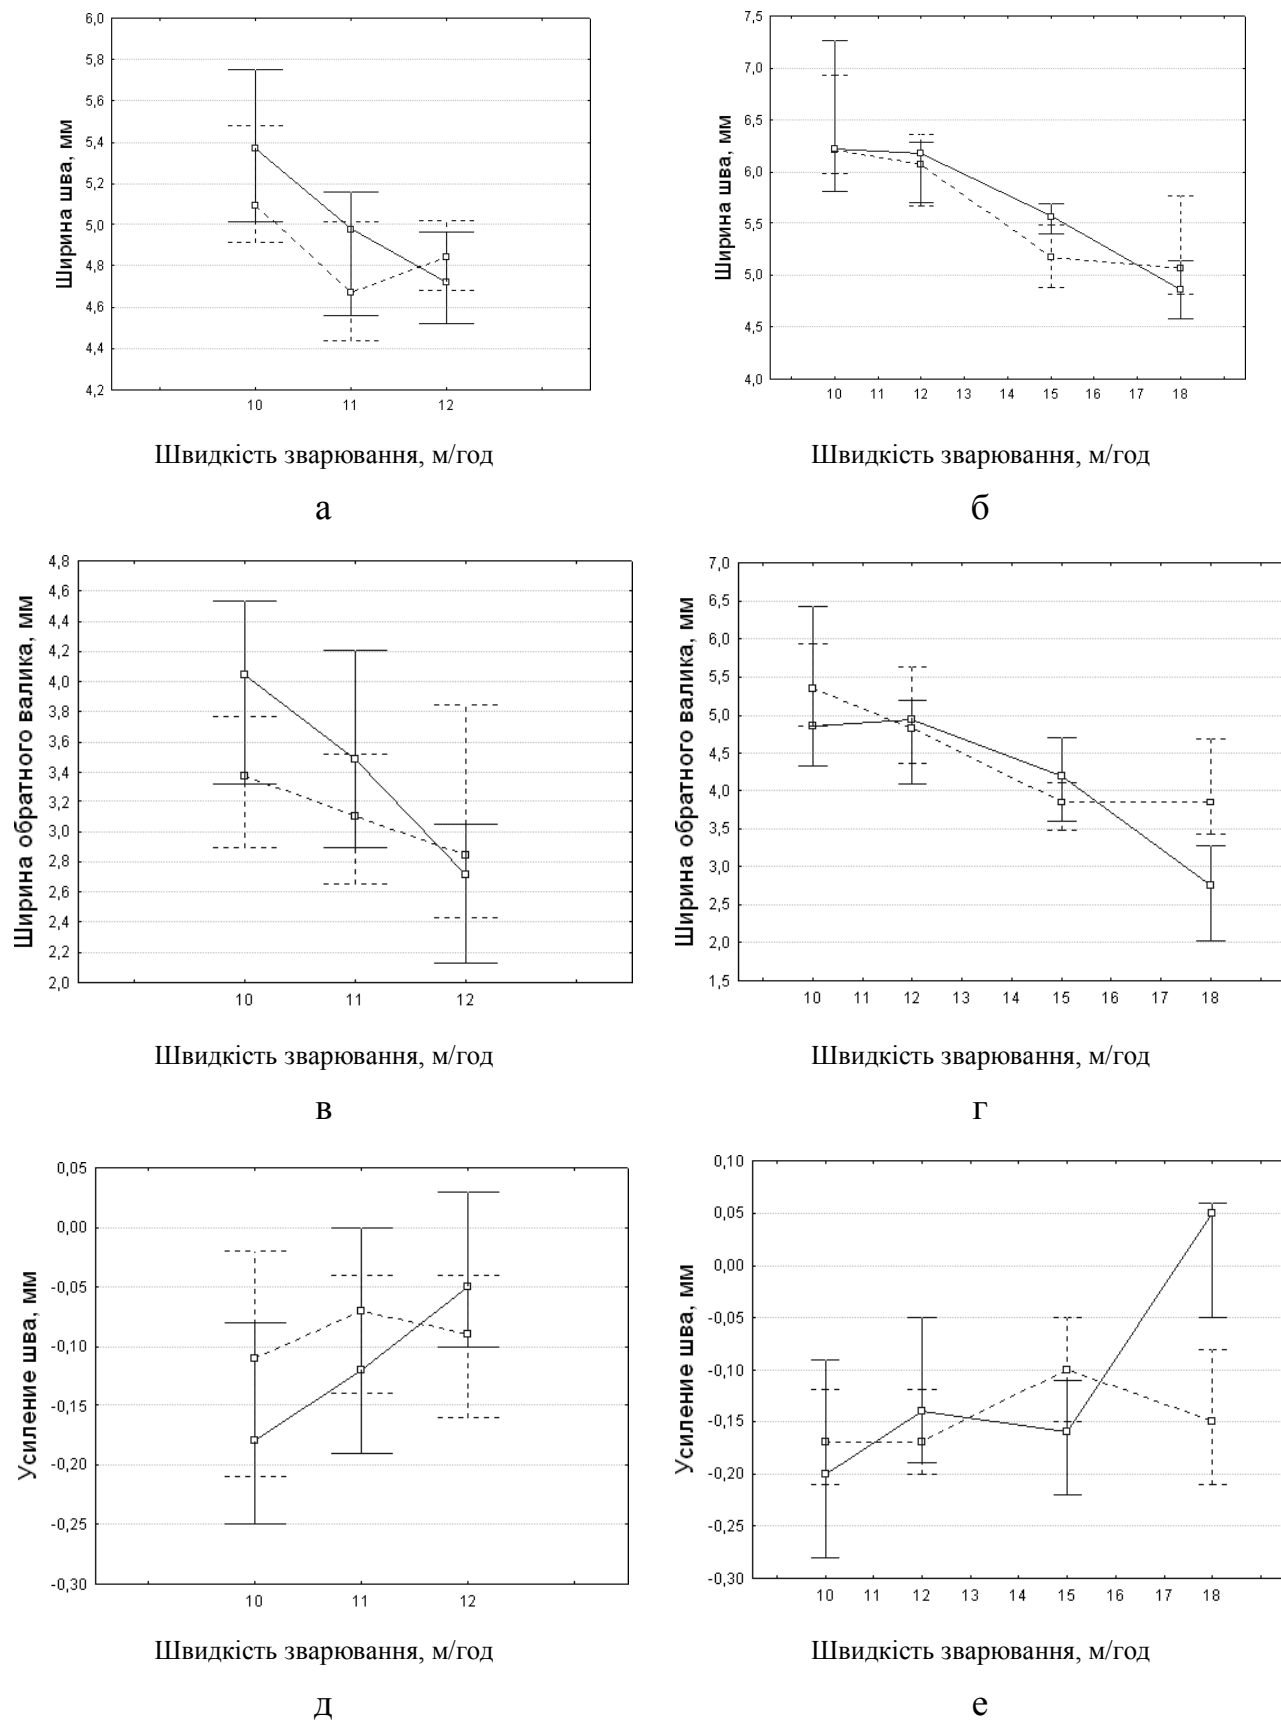 6,0
5,8
5,6
5,4
5,2
5,0
4,8
4,6
4,4
4,2
Ширина шва, мм
10 11 12
Швидкість зварювання, м/год
а
7,5
7,0
6,5
6,0
5,5
5,0
4,5
4,0
Ширина шва, мм
10 11 12 13 14 15 16 17 18
Швидкість зварювання, м/год
б
4,8
4,6
4,4
4,2
4,0
3,8
3,6
3,4
3,2
3,0
2,8
2,6
2,4
2,2
2,0
Ширина обратного валика, мм
10 11 12
Швидкість зварювання, м/год
в
7,0
6,5
6,0
5,5
5,0
4,5
4,0
3,5
3,0
2,5
2,0
1,5
Ширина обратного валика, мм
10 11 12 13 14 15 16 17 18
Швидкість зварювання, м/год
г
0,05
0,00
-0,05
-0,10
-0,15
-0,20
-0,25
-0,30
Усиление шва, мм
10 11 12
Швидкість зварювання, м/год
д
0,10
0,05
0,00
-0,05
-0,10
-0,15
-0,20
-0,25
-0,30
Усиление шва, мм
10 11 12 13 14 15 16 17 18
Швидкість зварювання, м/год
е